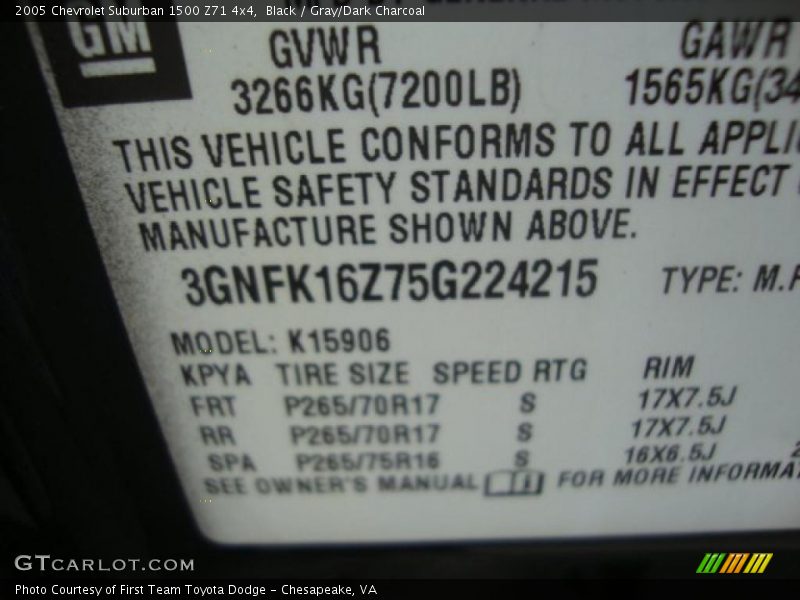 2005 Chevrolet Suburban 1500 Z71 4x4, Black / Gray/Dark Charcoal
GM
GVWR GAWR
3266KG(7200LB) 1565KG(34
THIS VEHICLE CONFORMS TO ALL APPLI
VEHICLE SAFETY STANDARDS IN EFFECT
MANUFACTURE SHOWN ABOVE.
3GNFK16Z75G224215 TYPE: M.P
MODEL: K15906
KPYA TIRE SIZE SPEED RTG RIM
FRT P265/70R17 S 17X7.5J
RR P265/70R17 S 17X7.5J
SPA P265/75R16 S 16X6.5J
SEE OWNER'S MANUAL FOR MORE INFORMA
GTCARLOT.COM
Photo Courtesy of First Team Toyota Dodge - Chesapeake, VA